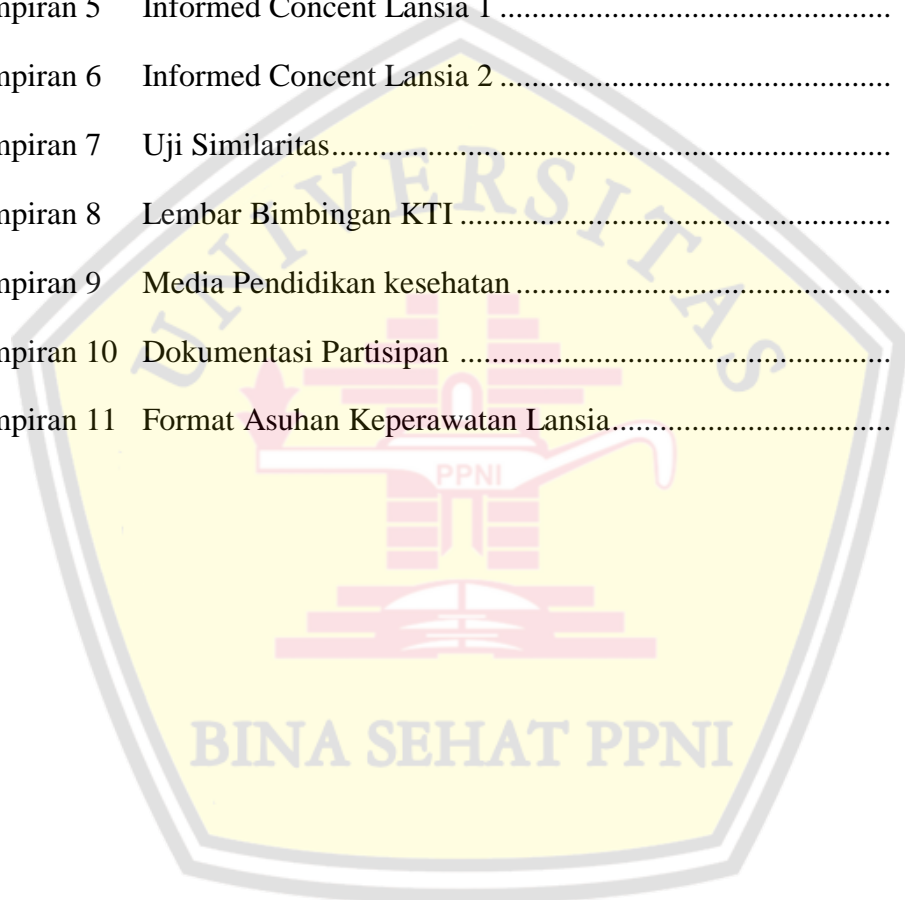 mpiran 5 Informed Concent Lansia 1 ..........................................................
mpiran 6 Informed Concent Lansia 2 ..........................................................
mpiran 7 Uji Similaritas....................................................................................
mpiran 8 Lembar Bimbingan KTI ................................................................
mpiran 9 Media Pendidikan kesehatan .......................................................
mpiran 10 Dokumentasi Partisipan ................................................................
mpiran 11 Format Asuhan Keperawatan Lansia.........................................
UNIVERSITAS
PPNI
BINA SEHAT PPNI